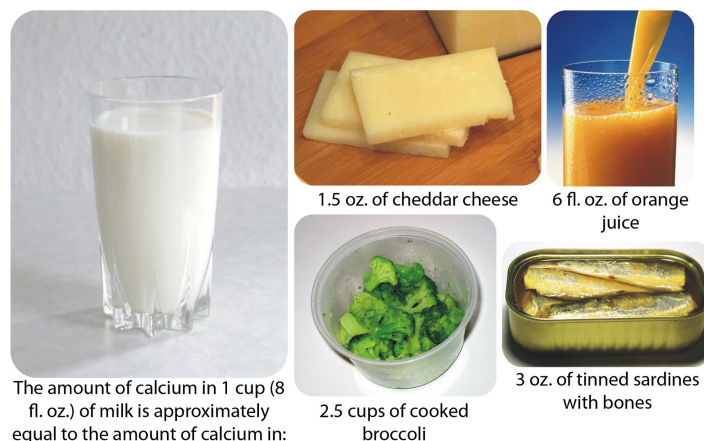 The amount of calcium in 1 cup (8
fl. oz.) of milk is approximately
equal to the amount of calcium in:
1.5 oz. of cheddar cheese
6 fl. oz. of orange
juice
2.5 cups of cooked
broccoli
3 oz. of tinned sardines
with bones